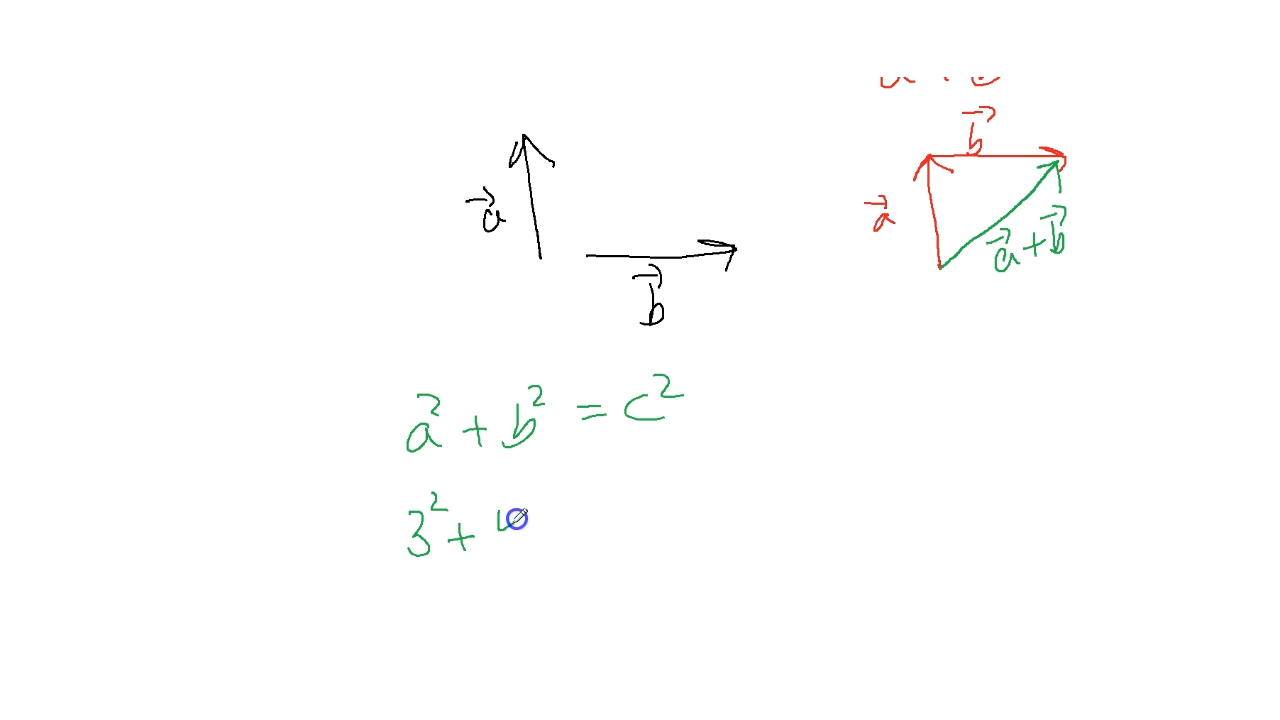 b⃗
a⃗
a⃗
a⃗ + b⃗
b⃗
a² + b² = c²
3² +